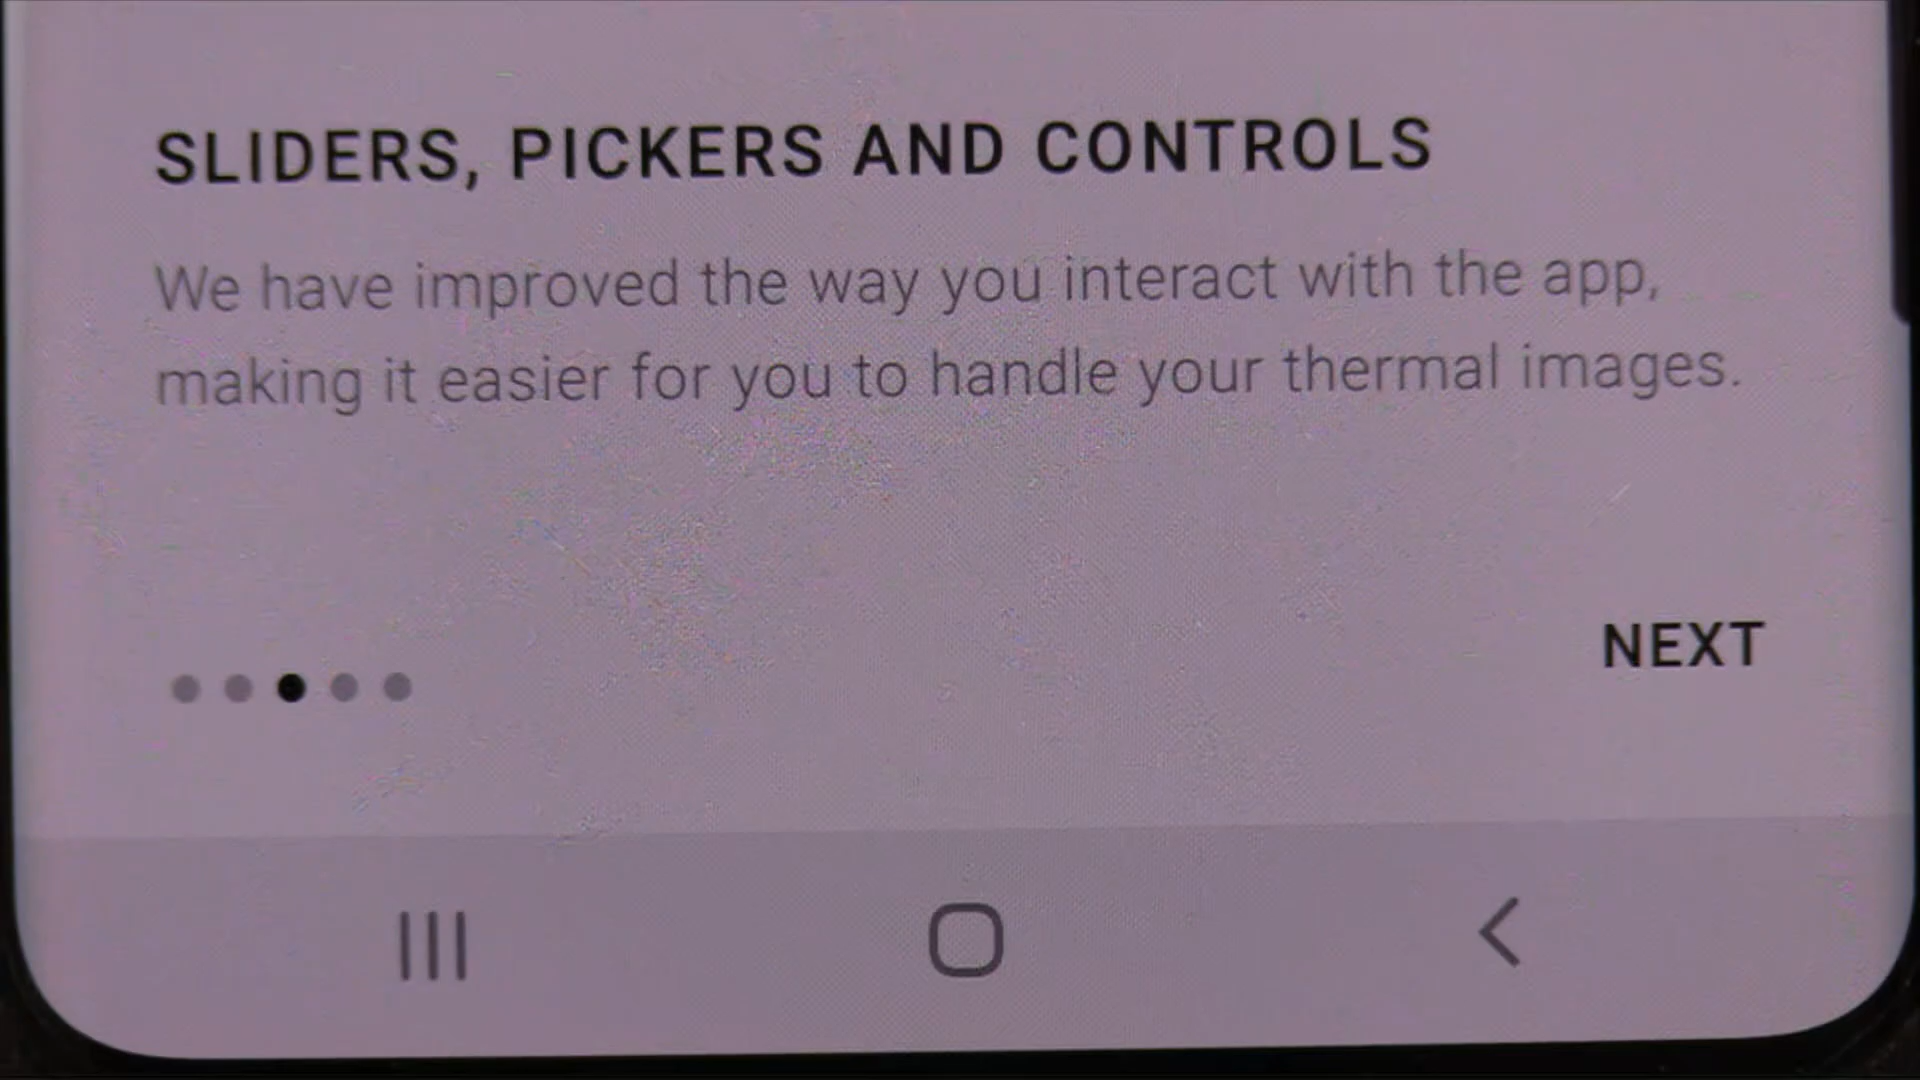 SLIDERS, PICKERS AND CONTROLS
We have improved the way you interact with the app,
making it easier for you to handle your thermal images.
NEXT